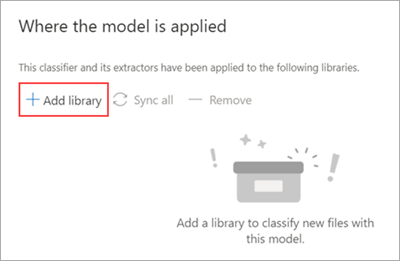 Where the model is applied
This classifier and its extractors have been applied to the following libraries.
+ Add library Sync all — Remove
Add a library to classify new files with
this model.